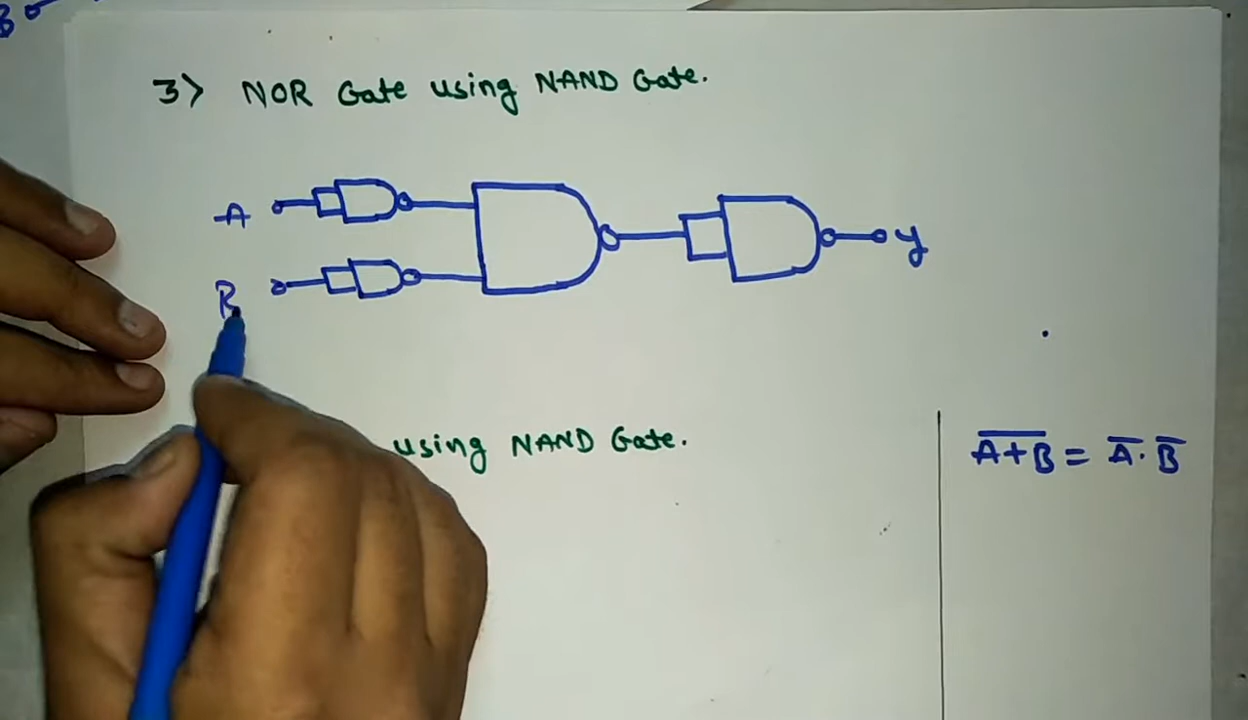 3> NOR Gate using NAND Gate.
A
y
B
using NAND Gate.
A̅+̅B̅ = A̅ · B̅